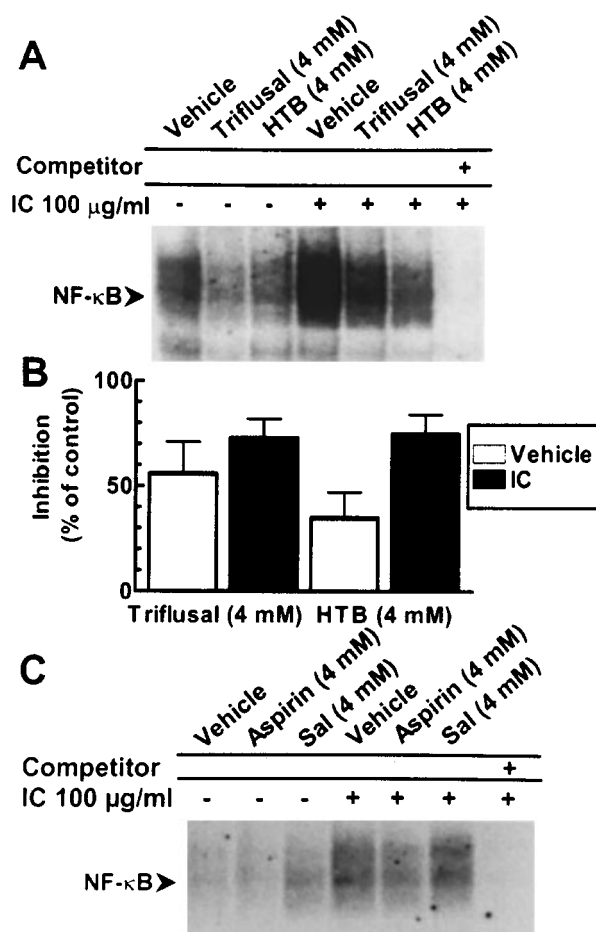 A
Vehicle
Triflusal (4 mM)
HTB (4 mM)
Vehicle
Triflusal (4 mM)
HTB (4 mM)
Competitor +
IC 100 μg/ml - - - + + + +
NF-κB
B
100
50
0
Inhibition
(% of control)
Vehicle
IC
Triflusal (4 mM) HTB (4 mM)
C
Vehicle
Aspirin (4 mM)
Sal (4 mM)
Vehicle
Aspirin (4 mM)
Sal (4 mM)
Competitor +
IC 100 μg/ml - - - + + + +
NF-κB